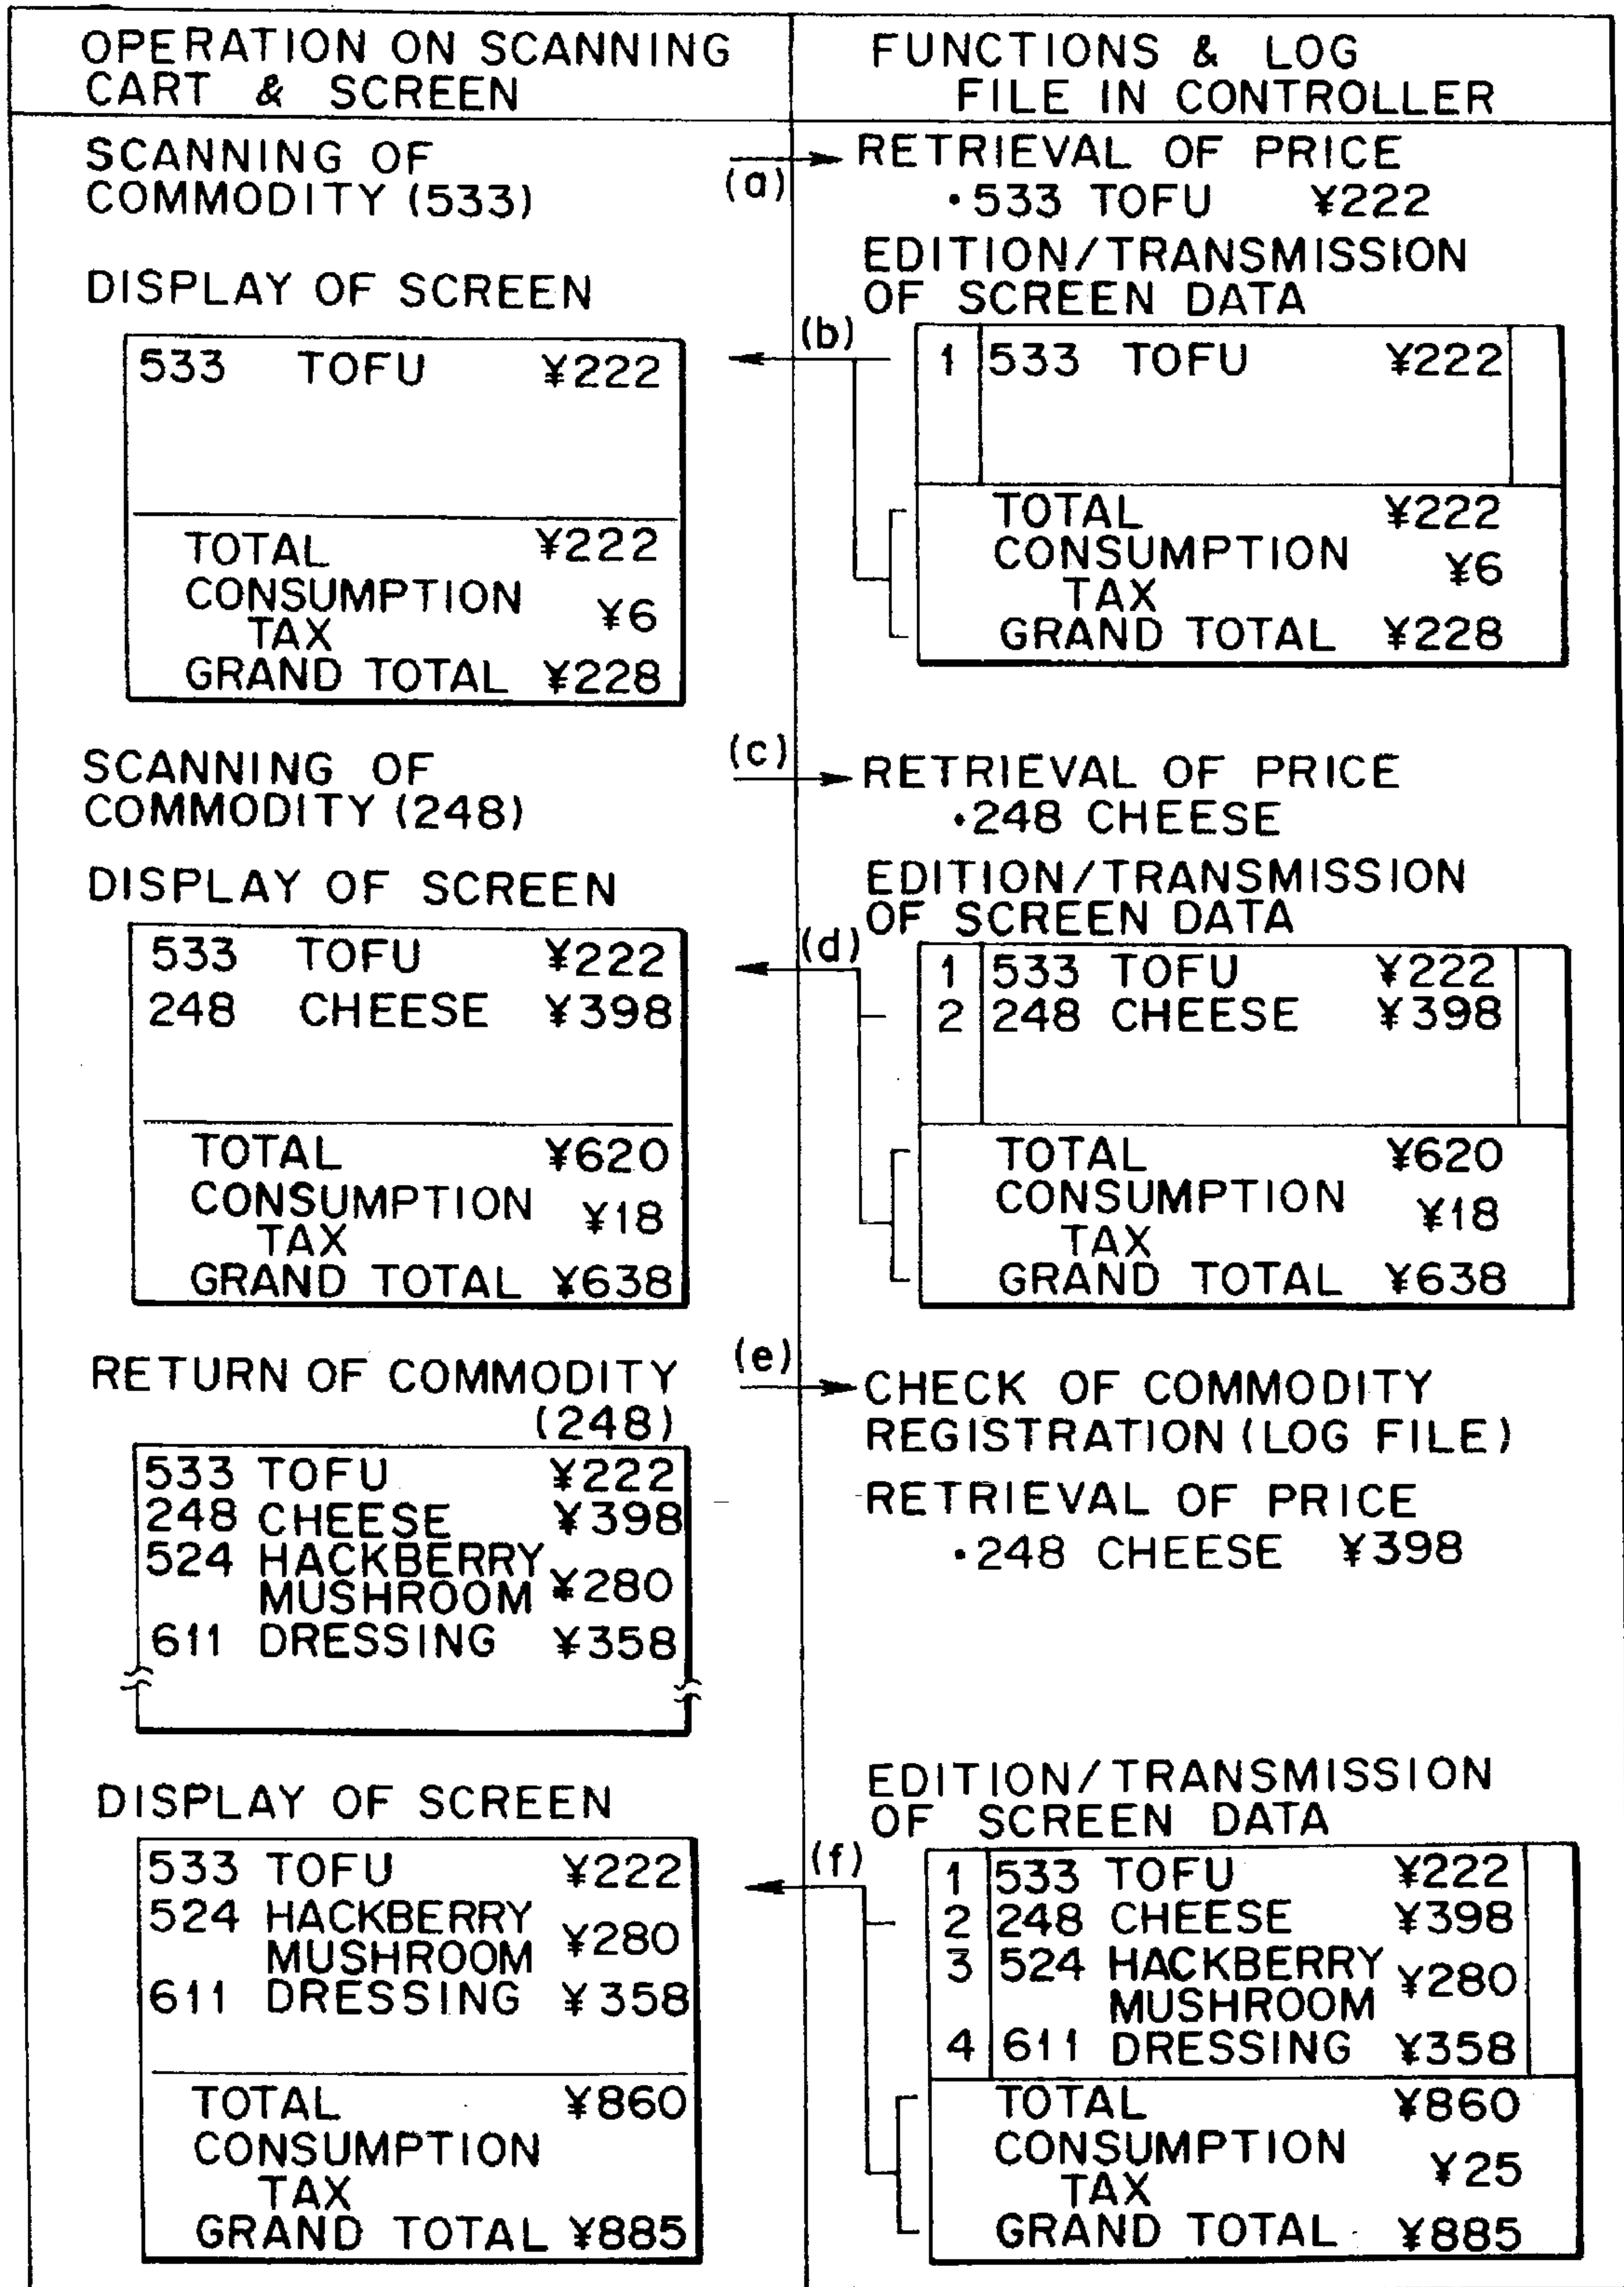 OPERATION ON SCANNING
CART & SCREEN
FUNCTIONS & LOG
FILE IN CONTROLLER
SCANNING OF
COMMODITY (533)
(a)
RETRIEVAL OF PRICE
·533 TOFU ¥222
DISPLAY OF SCREEN
EDITION/TRANSMISSION
OF SCREEN DATA
533 TOFU ¥222
TOTAL ¥222
CONSUMPTION
TAX ¥6
GRAND TOTAL ¥228
(b)
1 533 TOFU ¥222
TOTAL ¥222
CONSUMPTION
TAX ¥6
GRAND TOTAL ¥228
SCANNING OF
COMMODITY (248)
(c)
RETRIEVAL OF PRICE
·248 CHEESE
DISPLAY OF SCREEN
EDITION/TRANSMISSION
OF SCREEN DATA
533 TOFU ¥222
248 CHEESE ¥398
TOTAL ¥620
CONSUMPTION
TAX ¥18
GRAND TOTAL ¥638
(d)
1 533 TOFU ¥222
2 248 CHEESE ¥398
TOTAL ¥620
CONSUMPTION
TAX ¥18
GRAND TOTAL ¥638
RETURN OF COMMODITY
(248)
(e)
CHECK OF COMMODITY
REGISTRATION (LOG FILE)
RETRIEVAL OF PRICE
·248 CHEESE ¥398
533 TOFU ¥222
248 CHEESE ¥398
524 HACKBERRY
MUSHROOM ¥280
611 DRESSING ¥358
DISPLAY OF SCREEN
EDITION/TRANSMISSION
OF SCREEN DATA
533 TOFU ¥222
524 HACKBERRY
MUSHROOM ¥280
611 DRESSING ¥358
TOTAL ¥860
CONSUMPTION
TAX
GRAND TOTAL ¥885
(f)
1 533 TOFU ¥222
2 248 CHEESE ¥398
3 524 HACKBERRY
MUSHROOM ¥280
4 611 DRESSING ¥358
TOTAL ¥860
CONSUMPTION
TAX ¥25
GRAND TOTAL ¥885